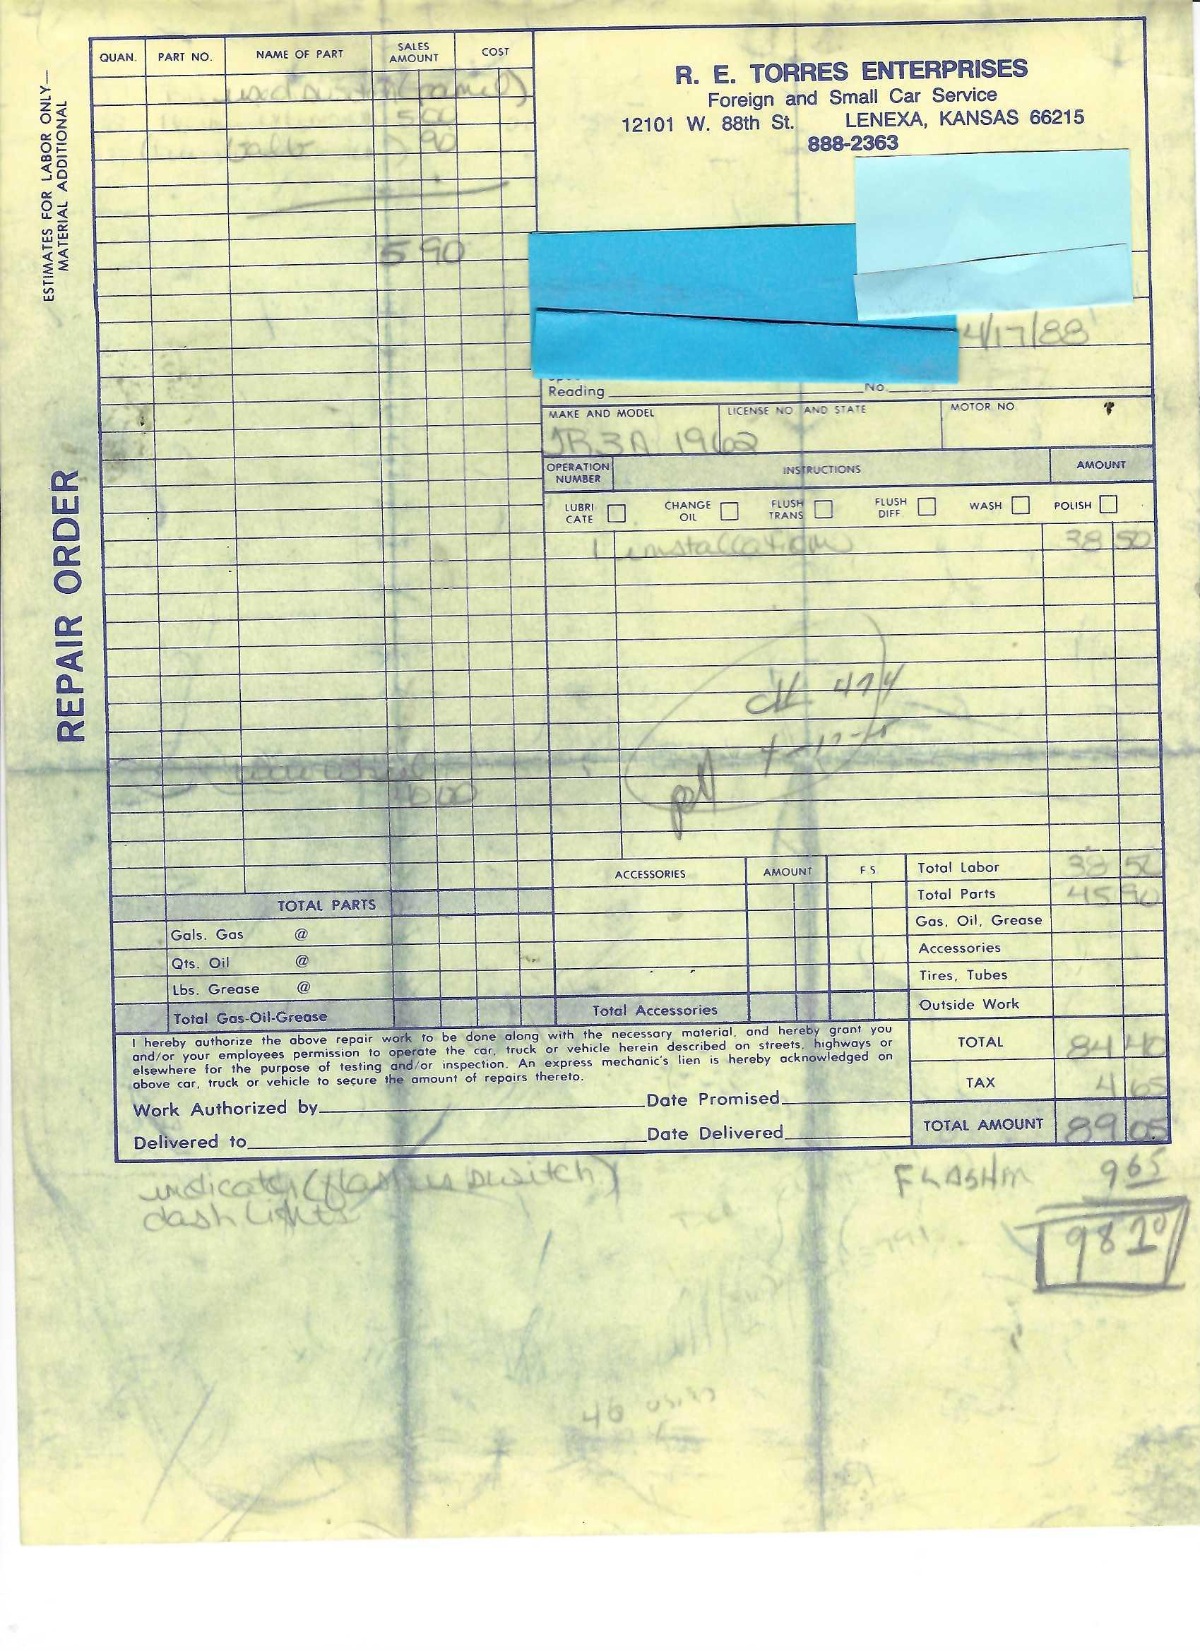 ESTIMATES FOR LABOR ONLY—
MATERIAL ADDITIONAL
REPAIR ORDER
QUAN. PART NO. NAME OF PART SALES AMOUNT COST
used switch (panel)
5 00
90
5 90
40 00
R. E. TORRES ENTERPRISES
Foreign and Small Car Service
12101 W. 88th St. LENEXA, KANSAS 66215
888-2363
4/17/88
Reading No.
MAKE AND MODEL LICENSE NO. AND STATE MOTOR NO.
TR3A 1962
OPERATION NUMBER INSTRUCTIONS AMOUNT
LUBRI CATE CHANGE OIL FLUSH TRANS FLUSH DIFF. WASH POLISH
1 installation 38 50
ck 474
pd
ACCESSORIES AMOUNT F S
TOTAL PARTS
Gals. Gas @
Qts. Oil @
Lbs. Grease @
Total Gas-Oil-Grease
Total Accessories
Total Labor 38 50
Total Parts 45 90
Gas, Oil, Grease
Accessories
Tires, Tubes
Outside Work
TOTAL 84 40
TAX 4 65
TOTAL AMOUNT 89 05
I hereby authorize the above repair work to be done along with the necessary material, and hereby grant you
and/or your employees permission to operate the car, truck or vehicle herein described on streets, highways or
elsewhere for the purpose of testing and/or inspection. An express mechanic's lien is hereby acknowledged on
above car, truck or vehicle to secure the amount of repairs thereto.
Work Authorized by Date Promised
Delivered to Date Delivered
indicator (flasher switch)
dash lights
FLASHER 9 65
98 70